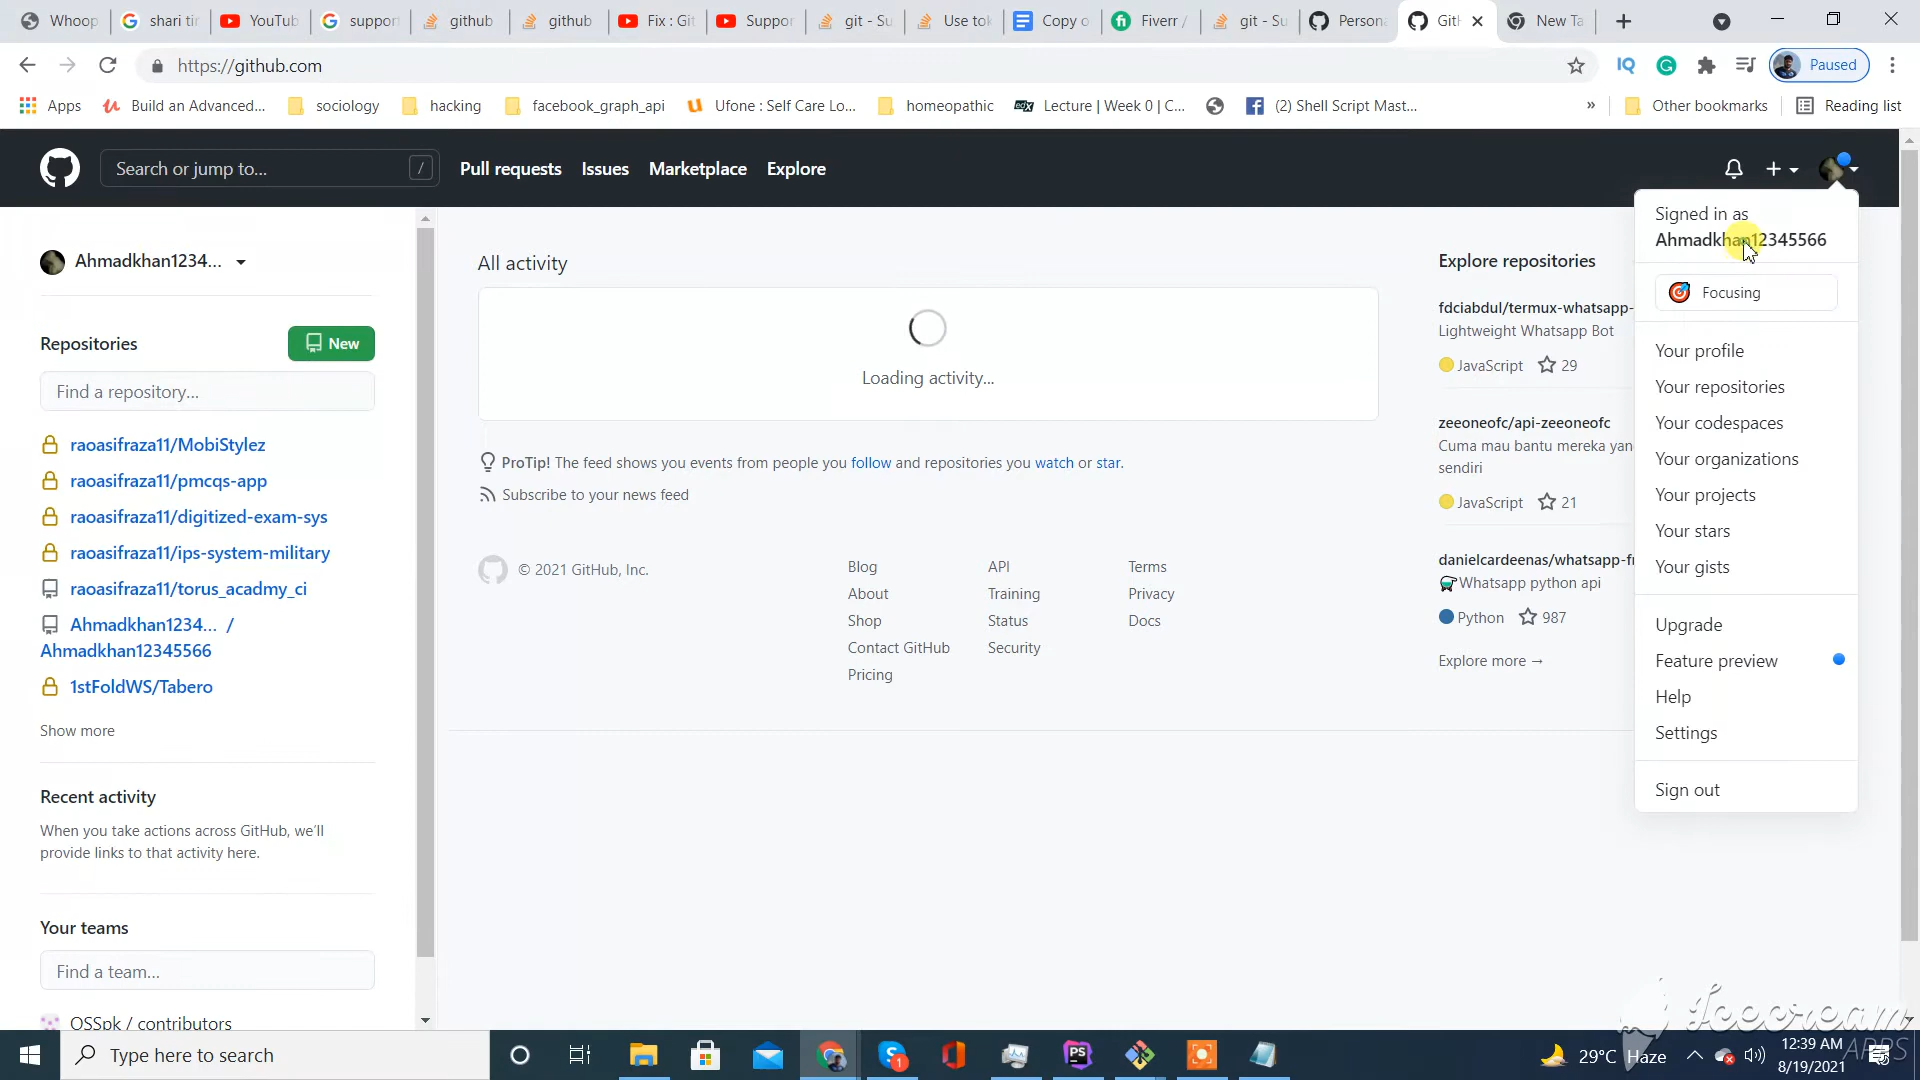 Whoop
shari tir
YouTub
support
github
github
Fix : Git
Suppor
git - Su
Use tok
Copy o
Fiverr /
git - Su
Persona
GitH
New Ta
https://github.com
Paused
Apps
Build an Advanced...
sociology
hacking
facebook_graph_api
Ufone : Self Care Lo...
homeopathic
Lecture | Week 0 | C...
(2) Shell Script Mast...
»
Other bookmarks
Reading list
Search or jump to...
/
Pull requests
Issues
Marketplace
Explore
Signed in as
Ahmadkhan12345566
Focusing
Your profile
Your repositories
Your codespaces
Your organizations
Your projects
Your stars
Your gists
Upgrade
Feature preview
Help
Settings
Sign out
Ahmadkhan1234...
Repositories
New
Find a repository...
raoasifraza11/MobiStylez
raoasifraza11/pmcqs-app
raoasifraza11/digitized-exam-sys
raoasifraza11/ips-system-military
raoasifraza11/torus_acadmy_ci
Ahmadkhan1234... /
Ahmadkhan12345566
1stFoldWS/Tabero
Show more
Recent activity
When you take actions across GitHub, we'll
provide links to that activity here.
Your teams
Find a team...
OSSpk / contributors
All activity
Loading activity...
ProTip! The feed shows you events from people you follow and repositories you watch or star.
Subscribe to your news feed
© 2021 GitHub, Inc.
Blog
About
Shop
Contact GitHub
Pricing
API
Training
Status
Security
Terms
Privacy
Docs
Explore repositories
fdciabdul/termux-whatsapp-
Lightweight Whatsapp Bot
JavaScript 29
zeeoneofc/api-zeeoneofc
Cuma mau bantu mereka yan
sendiri
JavaScript 21
danielcardeenas/whatsapp-fr
Whatsapp python api
Python 987
Explore more →
Icecream
APPS
Type here to search
29°C Haze
12:39 AM
8/19/2021